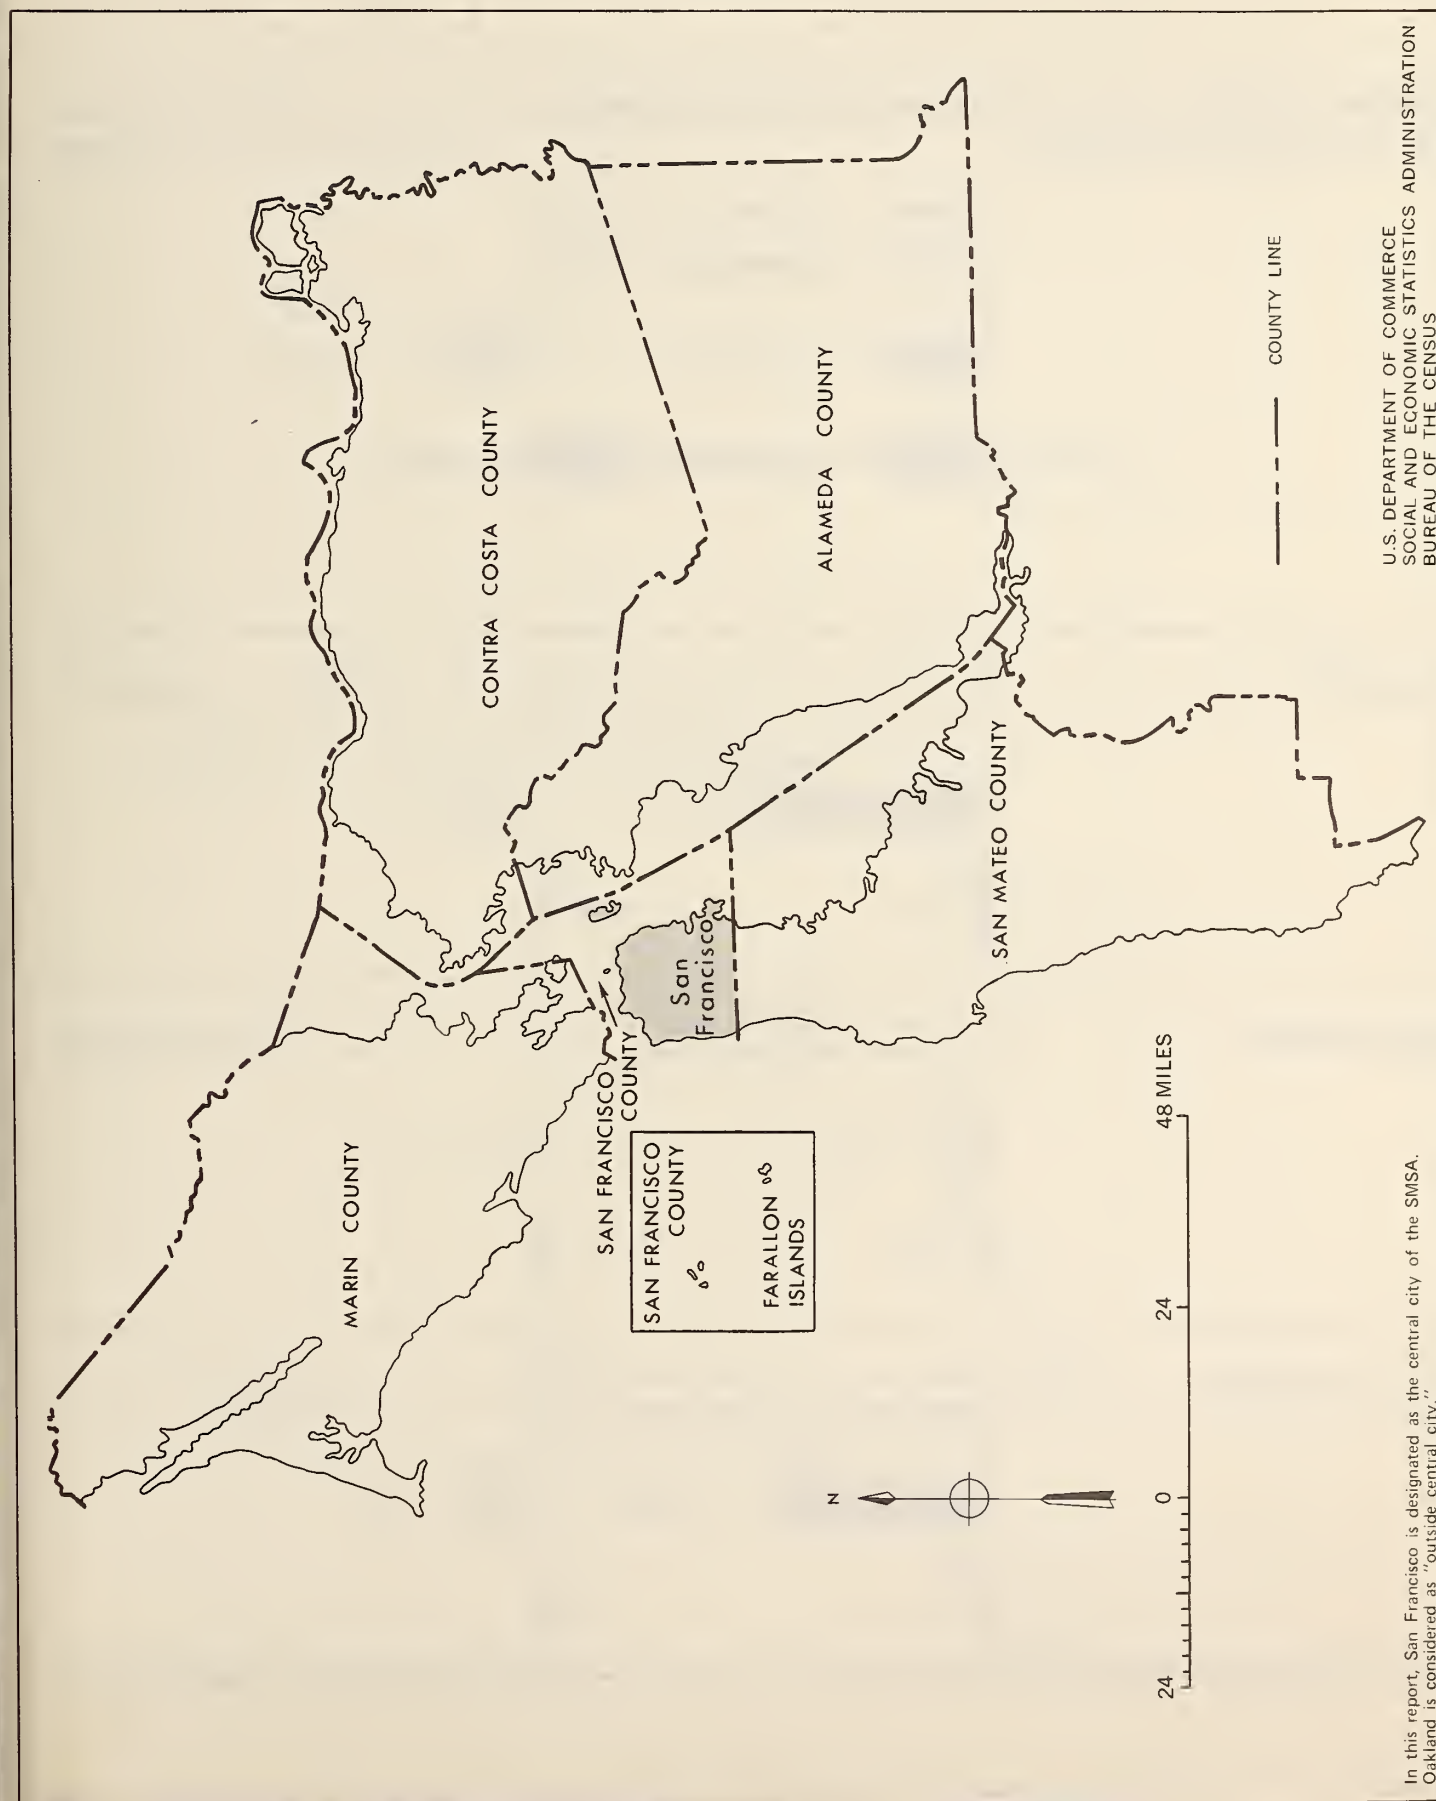 MARIN COUNTY
CONTRA COSTA COUNTY
SAN FRANCISCO
COUNTY
SAN FRANCISCO
COUNTY
FARALLON
ISLANDS
San
Francisco
ALAMEDA COUNTY
SAN MATEO COUNTY
N
24 0 24 48 MILES
COUNTY LINE
In this report, San Francisco is designated as the central city of the SMSA.
Oakland is considered as "outside central city."
U.S. DEPARTMENT OF COMMERCE
SOCIAL AND ECONOMIC STATISTICS ADMINISTRATION
BUREAU OF THE CENSUS